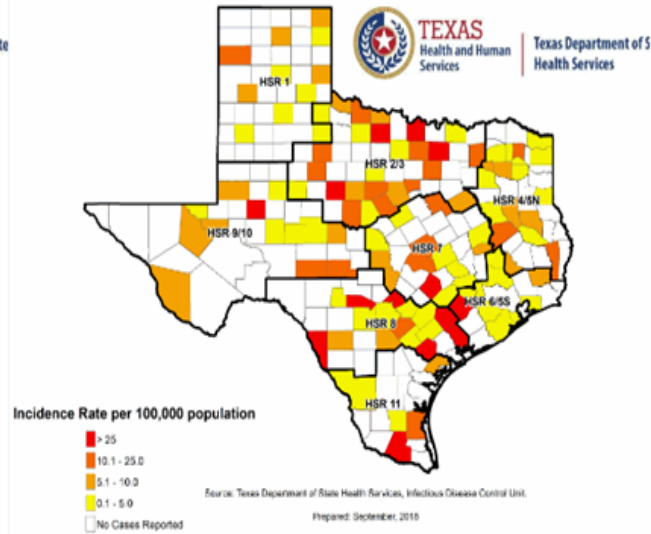 te
TEXAS
Health and Human
Services
Texas Department of S
Health Services
HSR 1
HSR 2/3
HSR 4/5N
HSR 9/10
HSR 7
HSR 6/5S
HSR 8
HSR 11
Incidence Rate per 100,000 population
> 25
10.1 - 25.0
5.1 - 10.0
0.1 - 5.0
No Cases Reported
Source: Texas Department of State Health Services, Infectious Disease Control Unit.
Prepared: September, 2018